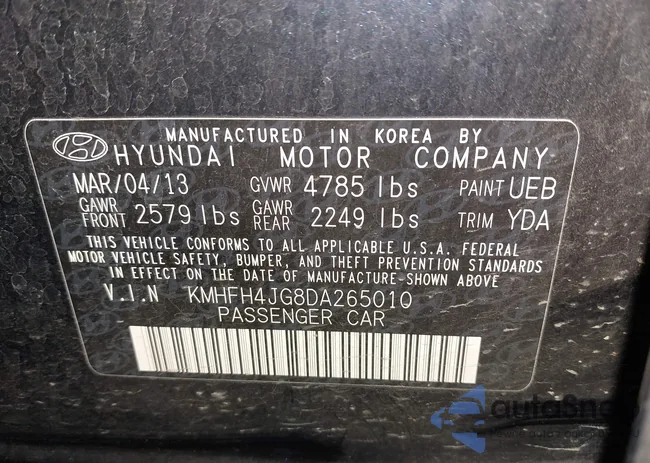 MANUFACTURED IN KOREA BY
HYUNDAI MOTOR COMPANY
MAR/04/13 GVWR 4785 lbs PAINT UEB
GAWR FRONT 2579 lbs GAWR REAR 2249 lbs TRIM YDA
THIS VEHICLE CONFORMS TO ALL APPLICABLE U.S.A. FEDERAL
MOTOR VEHICLE SAFETY, BUMPER, AND THEFT PREVENTION STANDARDS
IN EFFECT ON THE DATE OF MANUFACTURE-SHOWN ABOVE
V.I.N KMHFH4JG8DA265010
PASSENGER CAR